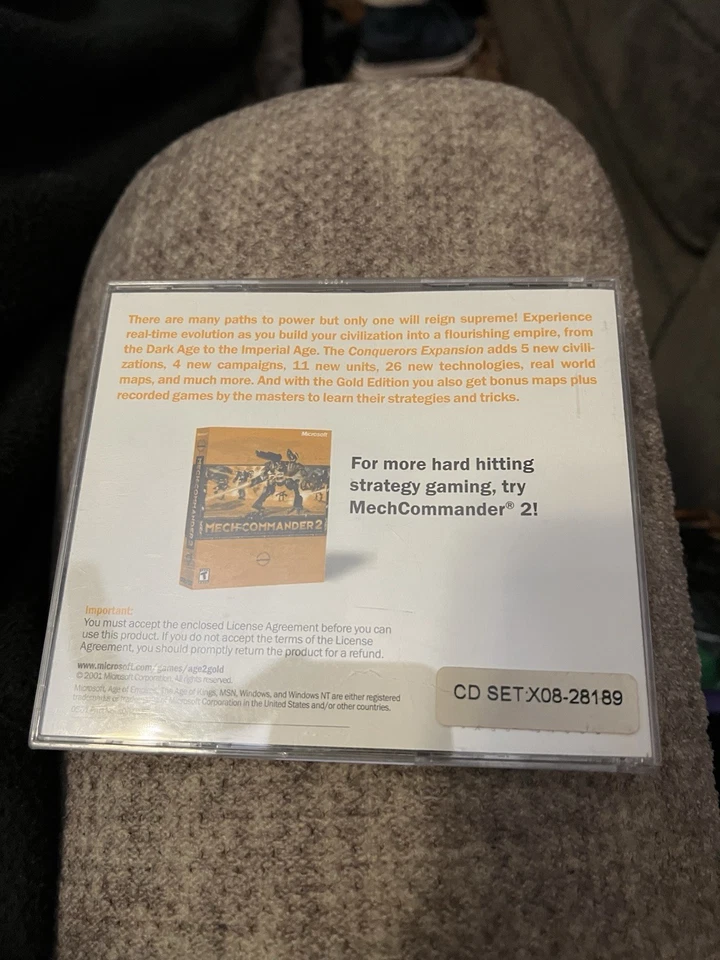 There are many paths to power but only one will reign supreme! Experience
real-time evolution as you build your civilization into a flourishing empire, from
the Dark Age to the Imperial Age. The Conquerors Expansion adds 5 new civili-
zations, 4 new campaigns, 11 new units, 26 new technologies, real world
maps, and much more. And with the Gold Edition you also get bonus maps plus
recorded games by the masters to learn their strategies and tricks.
Microsoft
MECHCOMMANDER 2
MECHCOMMANDER 2
T
For more hard hitting
strategy gaming, try
MechCommander® 2!
Important:
You must accept the enclosed License Agreement before you can
use this product. If you do not accept the terms of the License
Agreement, you should promptly return the product for a refund.
www.microsoft.com/games/age2gold
© 2001 Microsoft Corporation. All rights reserved.
Microsoft, Age of Empires, The Age of Kings, MSN, Windows, and Windows NT are either registered
trademarks or Microsoft Corporation in the United States and/or other countries.
CD SET:X08-28189